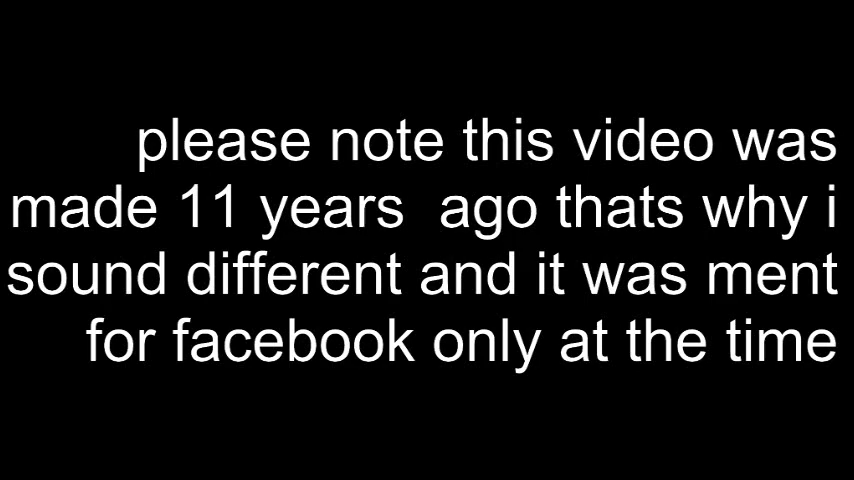 please note this video was
made 11 years  ago thats why i
sound different and it was ment
for facebook only at the time